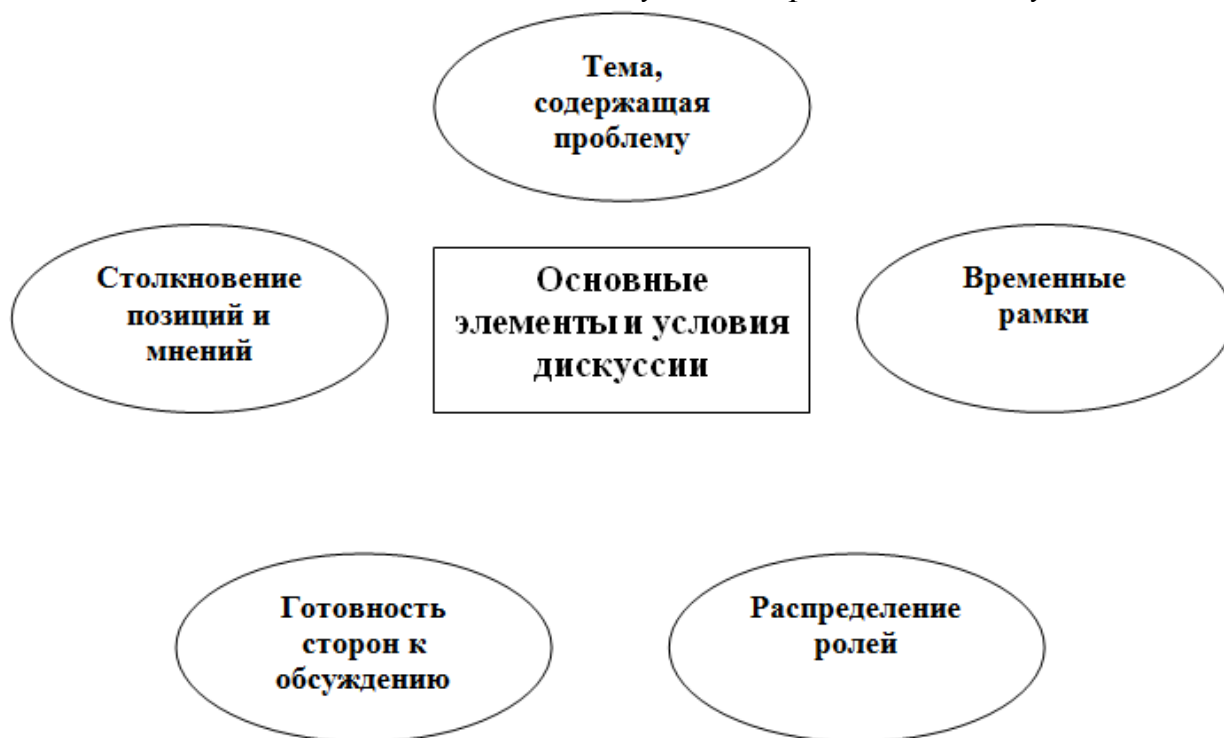 Тема,
содержащая
проблему
Столкновение
позиций и
мнений
Основные
элементы и условия
дискуссии
Временные
рамки
Готовность
сторон к
обсуждению
Распределение
ролей